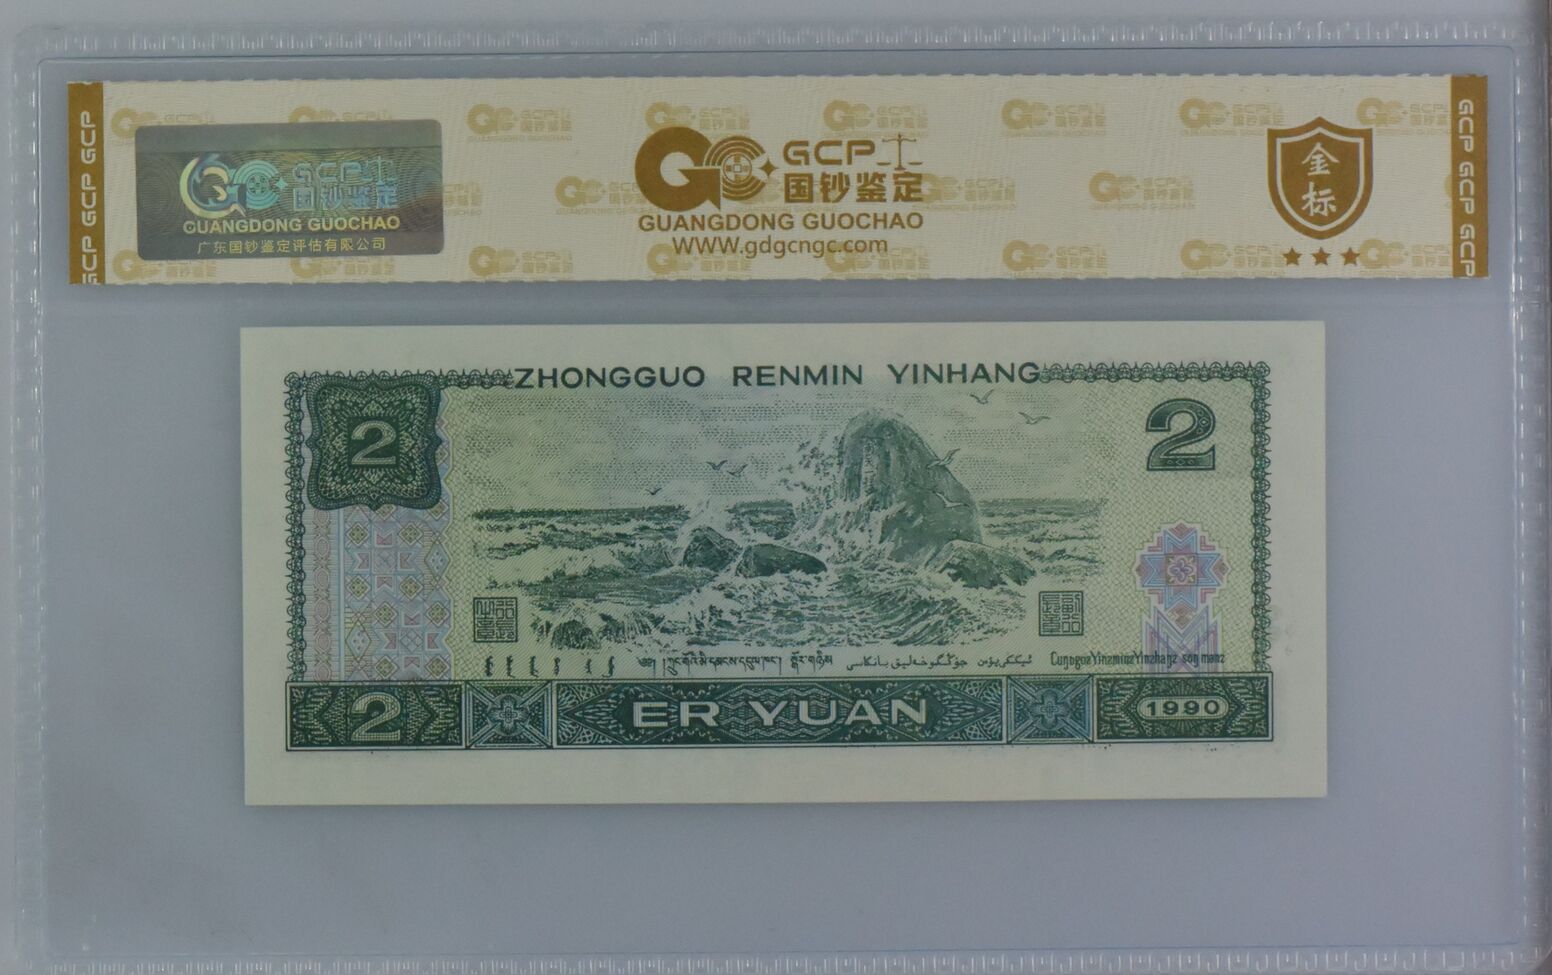 GCP GCP GCP
GCP
国钞鉴定
GUANGDONG GUOCHAO
广东国钞鉴定评估有限公司
GCP
国钞鉴定
GUANGDONG GUOCHAO
WWW.gdgcngc.com
金标
GCP GCP GCP
ZHONGGUO RENMIN YINHANG
2
2
2
ER YUAN
1990